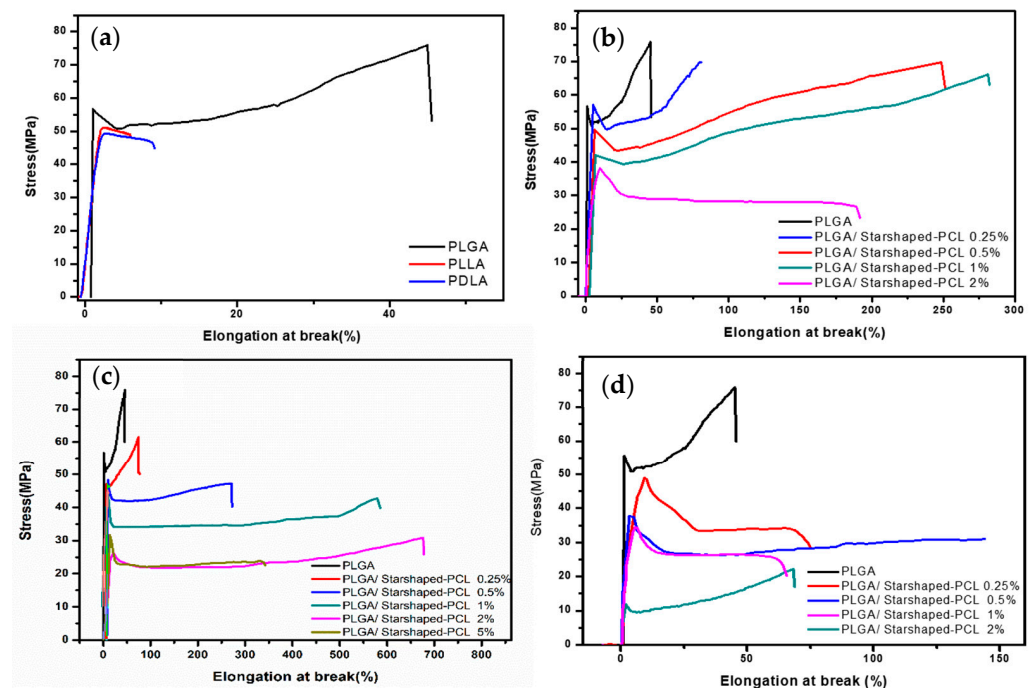 (a)
80
70
60
50
40
30
20
10
0
Stress(MPa)
PLGA
PLLA
PDLA
0
20
40
Elongation at break(%)
(b)
80
70
60
50
40
30
20
10
0
Stress(MPa)
PLGA
PLGA/ Starshaped-PCL 0.25%
PLGA/ Starshaped-PCL 0.5%
PLGA/ Starshaped-PCL 1%
PLGA/ Starshaped-PCL 2%
0
50
100
150
200
250
300
Elongation at break(%)
(c)
80
70
60
50
40
30
20
10
0
Stress(MPa)
PLGA
PLGA/ Starshaped-PCL 0.25%
PLGA/ Starshaped-PCL 0.5%
PLGA/ Starshaped-PCL 1%
PLGA/ Starshaped-PCL 2%
PLGA/ Starshaped-PCL 5%
0
100
200
300
400
500
600
700
800
Elongation at break(%)
(d)
80
70
60
50
40
30
20
10
0
Stress(MPa)
PLGA
PLGA/ Starshaped-PCL 0.25%
PLGA/ Starshaped-PCL 0.5%
PLGA/ Starshaped-PCL 1%
PLGA/ Starshaped-PCL 2%
0
50
100
150
Elongation at break (%)